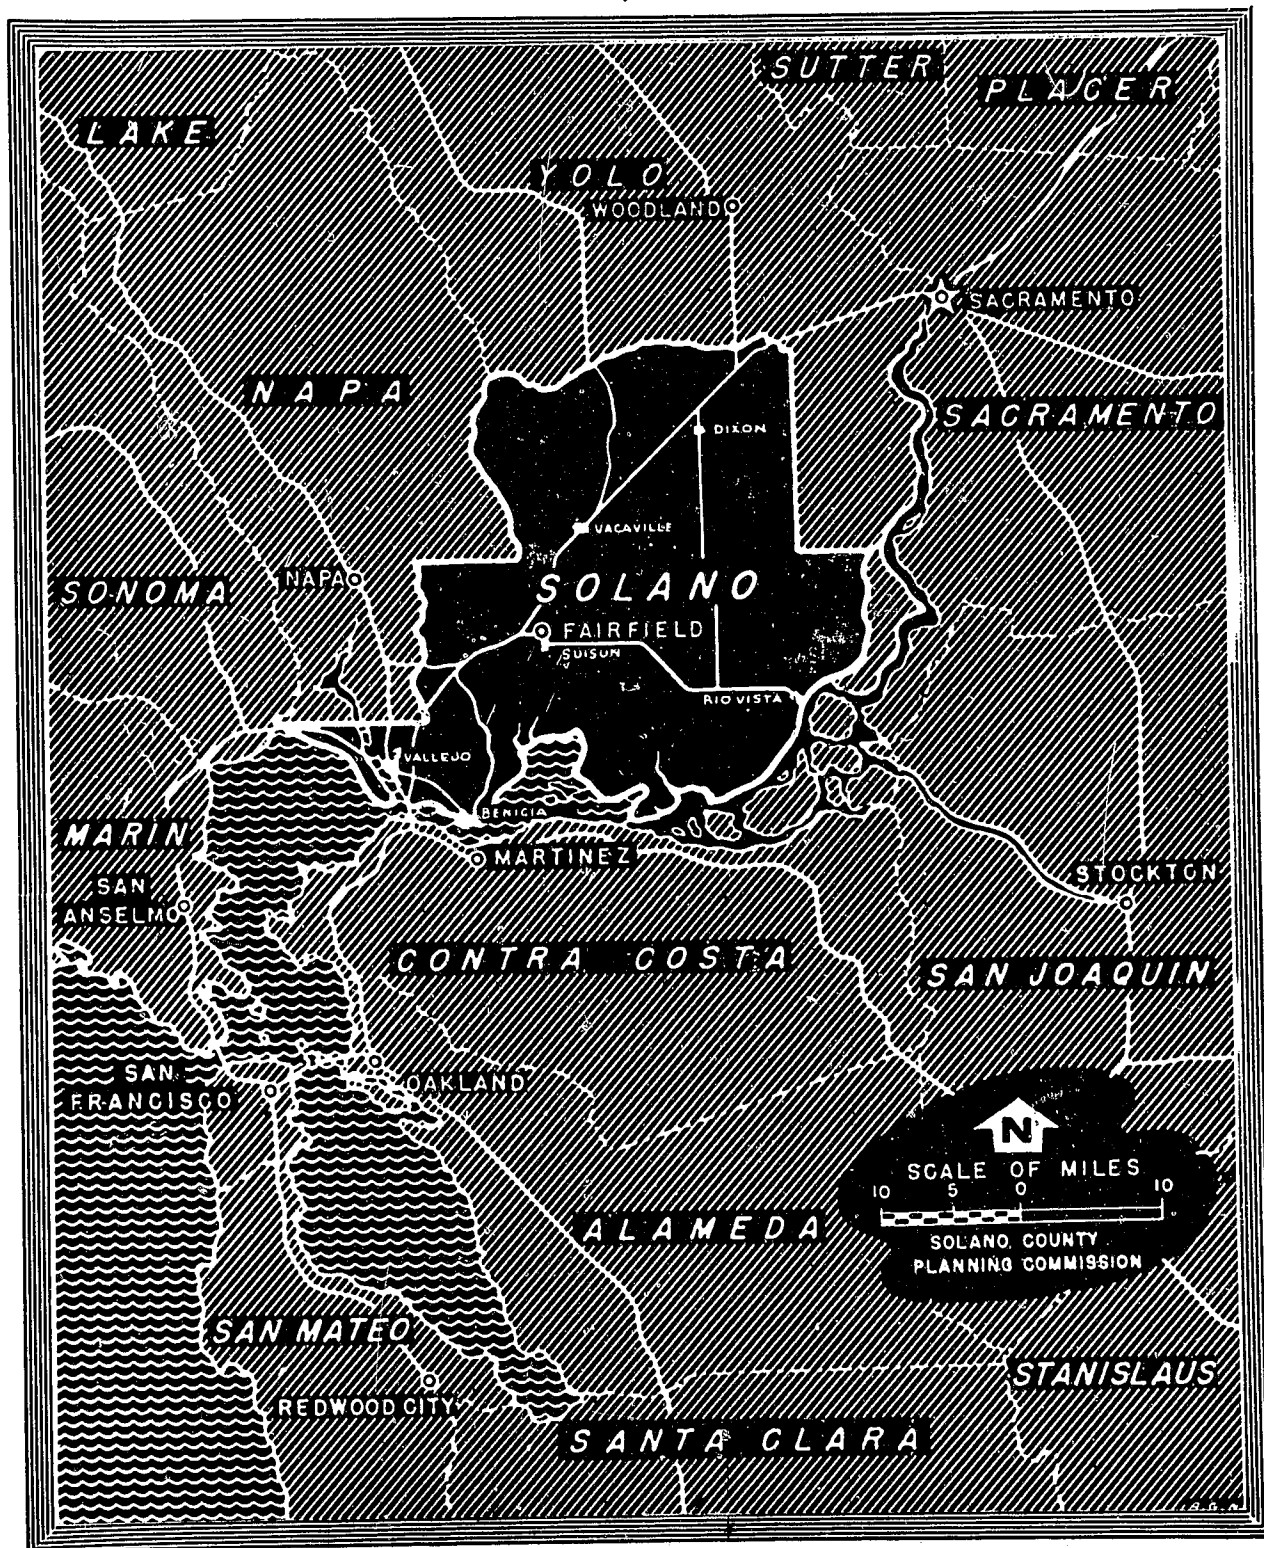 SUTTER
PLACER
LAKE
YOLO
WOODLAND
SACRAMENTO
NAPA
SACRAMENTO
DIXON
VACAVILLE
SONOMA
NAPA
SOLANO
FAIRFIELD
SUISUN
RIO VISTA
VALLEJO
BENICIA
MARIN
MARTINEZ
SAN
ANSELMO
STOCKTON
CONTRA COSTA
SAN JOAQUIN
SAN
FRANCISCO
OAKLAND
N
SCALE OF MILES
10 5 0 10
SOLANO COUNTY
PLANNING COMMISSION
ALAMEDA
SAN MATEO
STANISLAUS
REDWOOD CITY
SANTA CLARA